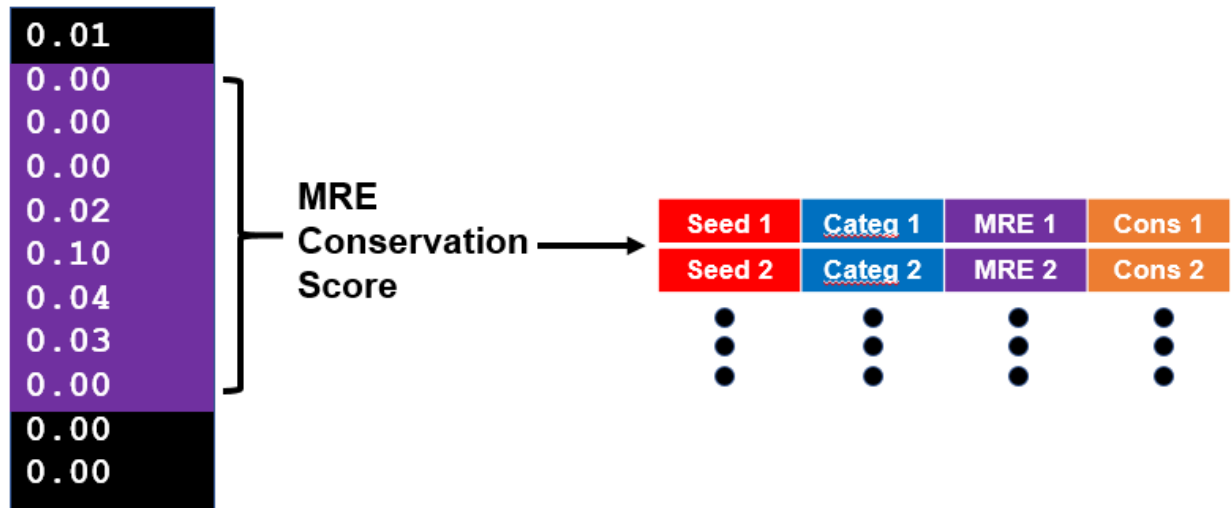 0.01
0.00
0.00
0.00
0.02
0.10
0.04
0.03
0.00
0.00
0.00
MRE
Conservation
Score
Seed 1 Categ 1 MRE 1 Cons 1
Seed 2 Categ 2 MRE 2 Cons 2